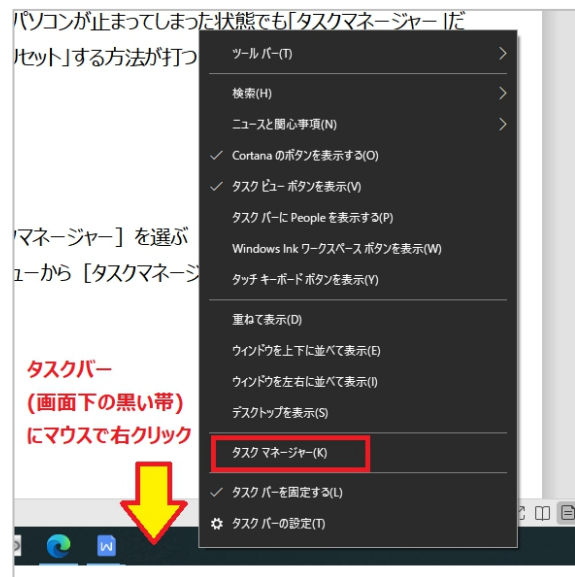 パソコンが止まってしまった状態でも「タスクマネージャー」だ
セット」する方法が打つ
マネージャー］を選ぶ
ューから［タスクマネージ
ツール バー(T)
検索(H)
ニュースと関心事項(N)
Cortana のボタンを表示する(O)
タスク ビュー ボタンを表示(V)
タスク バーに People を表示する(P)
Windows Ink ワークスペース ボタンを表示(W)
タッチ キーボード ボタンを表示(Y)
重ねて表示(D)
ウィンドウを上下に並べて表示(E)
ウィンドウを左右に並べて表示(I)
デスクトップを表示(S)
タスク マネージャー(K)
タスク バーを固定する(L)
タスク バーの設定(T)
タスクバー
(画面下の黒い帯)
にマウスで右クリック